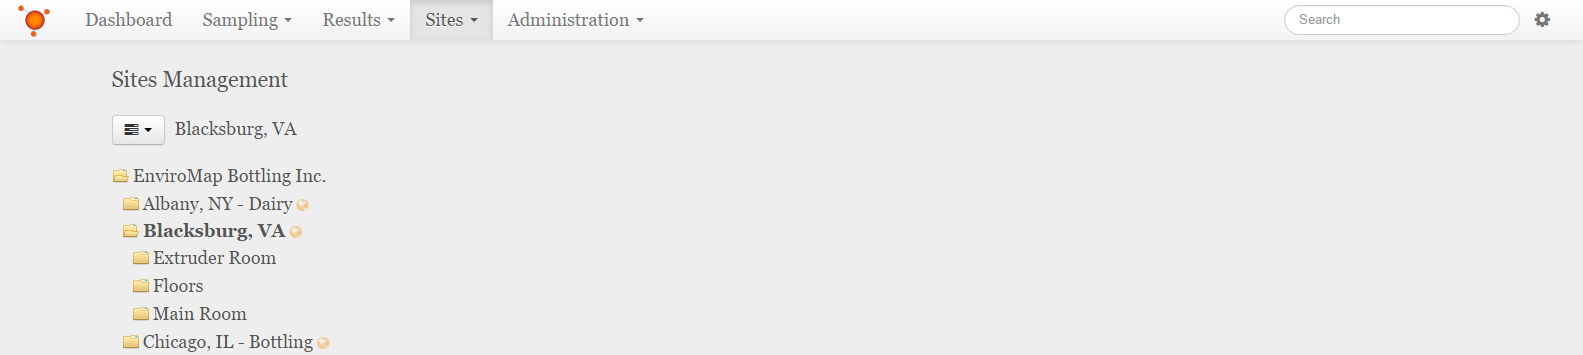 Dashboard Sampling Results Sites Administration Search
Sites Management
Blacksburg, VA
EnviroMap Bottling Inc.
Albany, NY - Dairy
Blacksburg, VA
Extruder Room
Floors
Main Room
Chicago, IL - Bottling